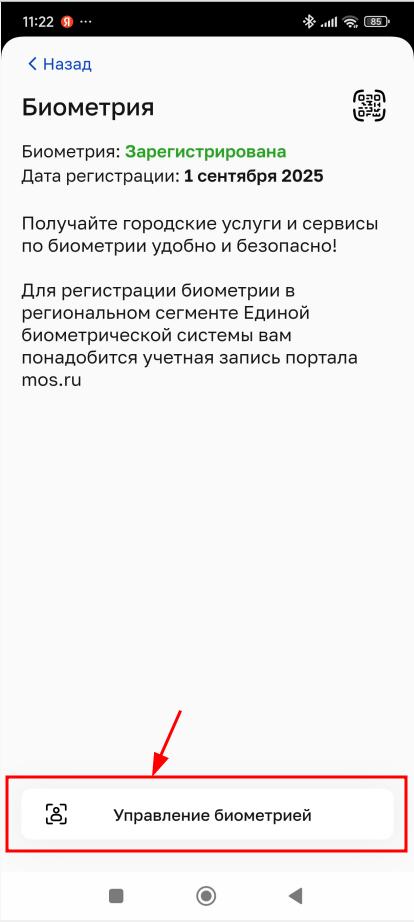 11:22 Я ... 85
Назад
Биометрия
Биометрия: Зарегистрирована
Дата регистрации: 1 сентября 2025
Получайте городские услуги и сервисы
по биометрии удобно и безопасно!
Для регистрации биометрии в
региональном сегменте Единой
биометрической системы вам
понадобится учетная запись портала
mos.ru
Управление биометрией